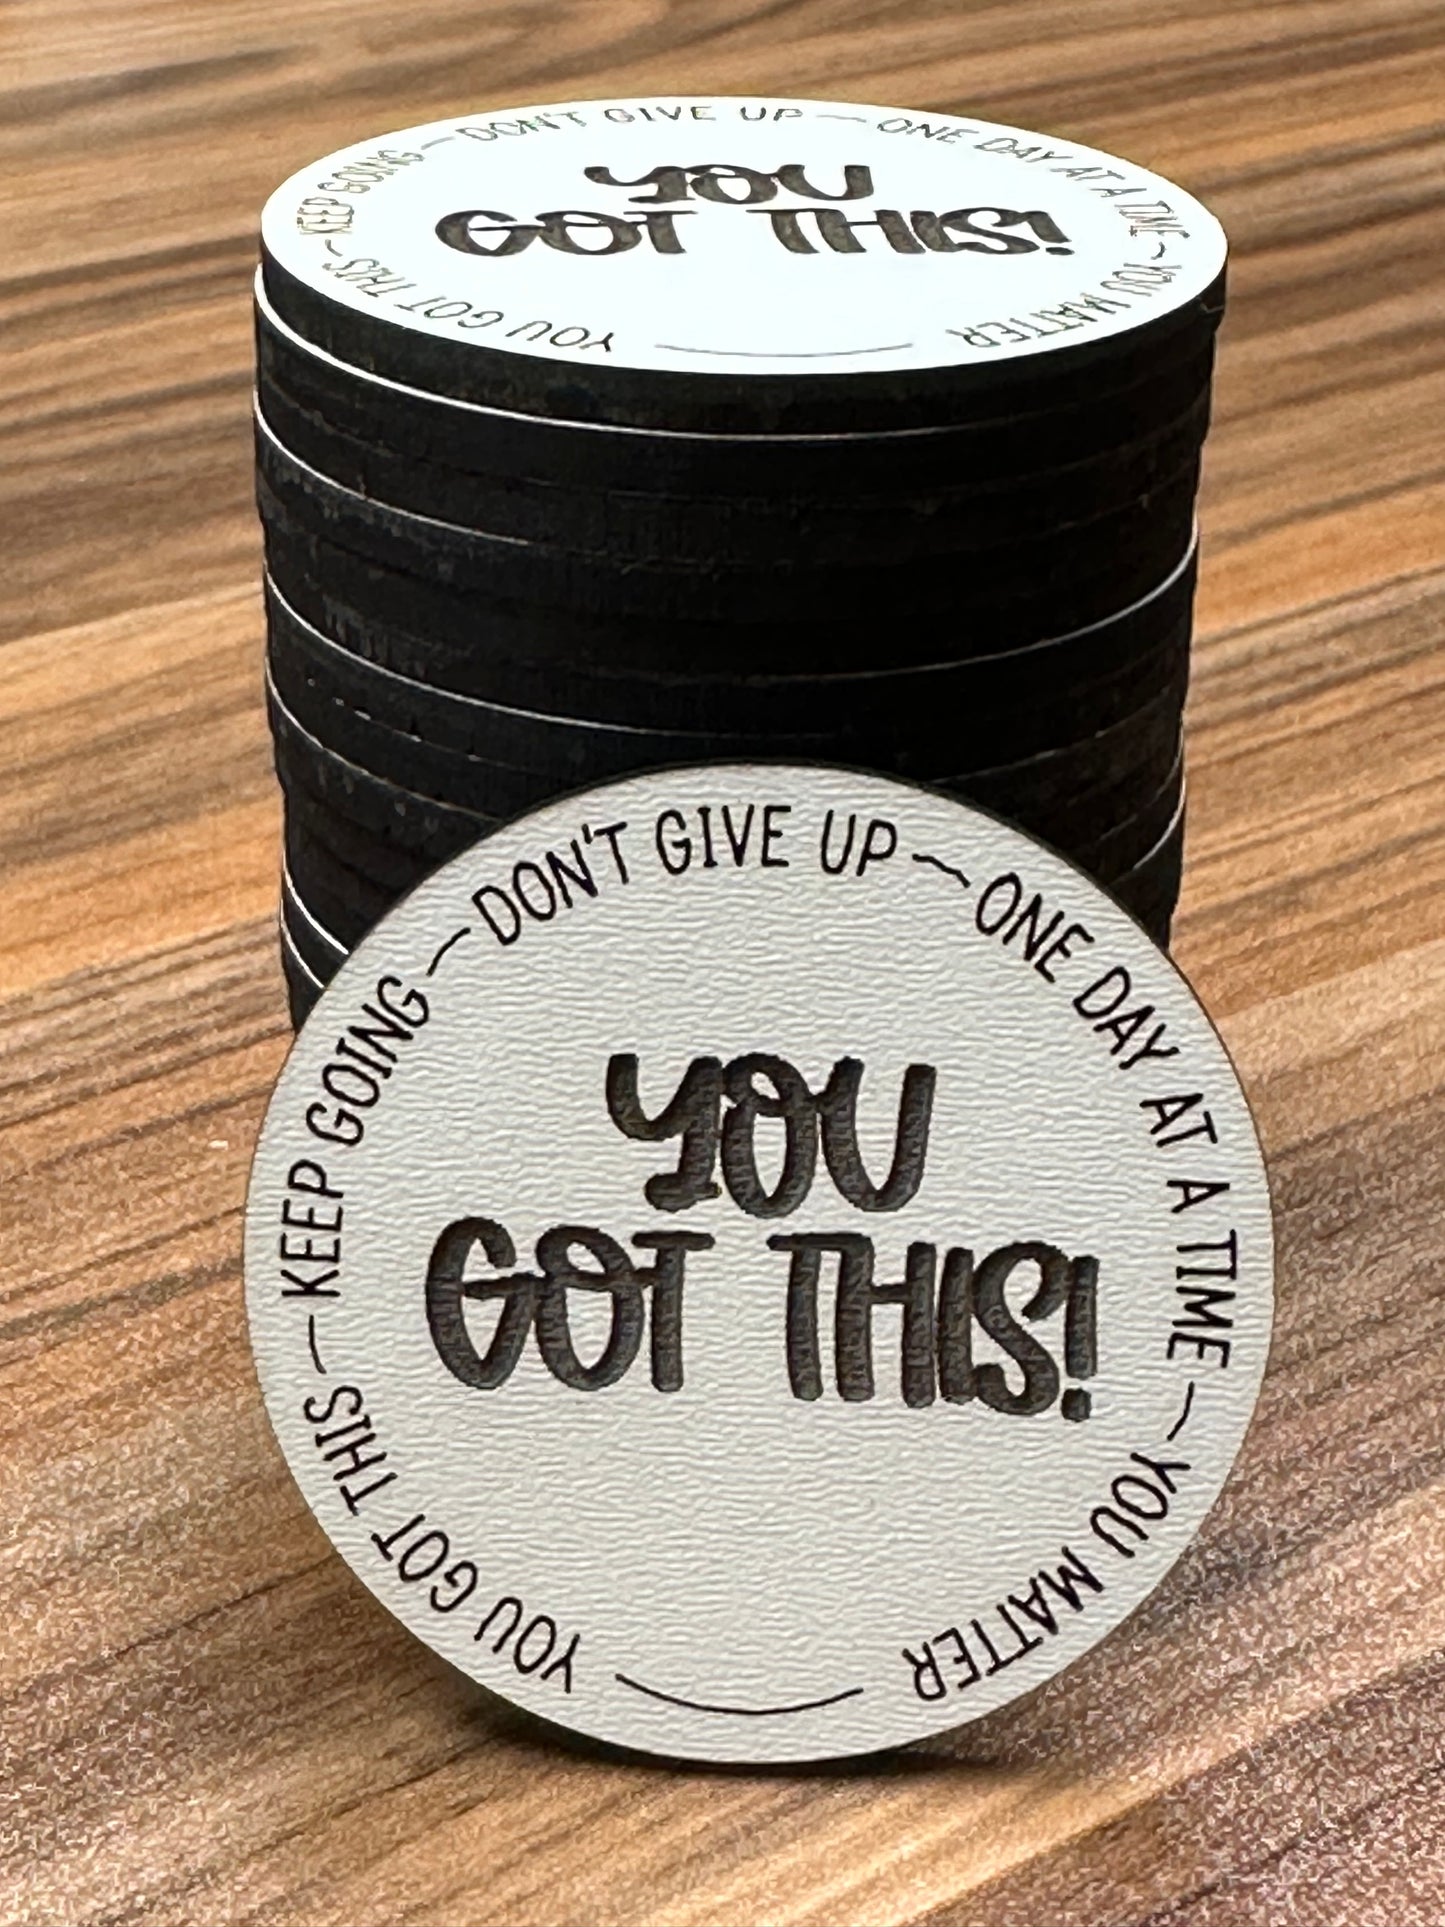 KEEP GOING ~ DON'T GIVE UP ~ ONE DAY AT A TIME ~ YOU MATTER
YOU GOT THIS ~
YOU
GOT THIS!
YOU GOT THIS ~ KEEP GOING ~ DON'T GIVE UP ~ ONE DAY AT A TIME ~ YOU MATTER
YOU
GOT THIS!